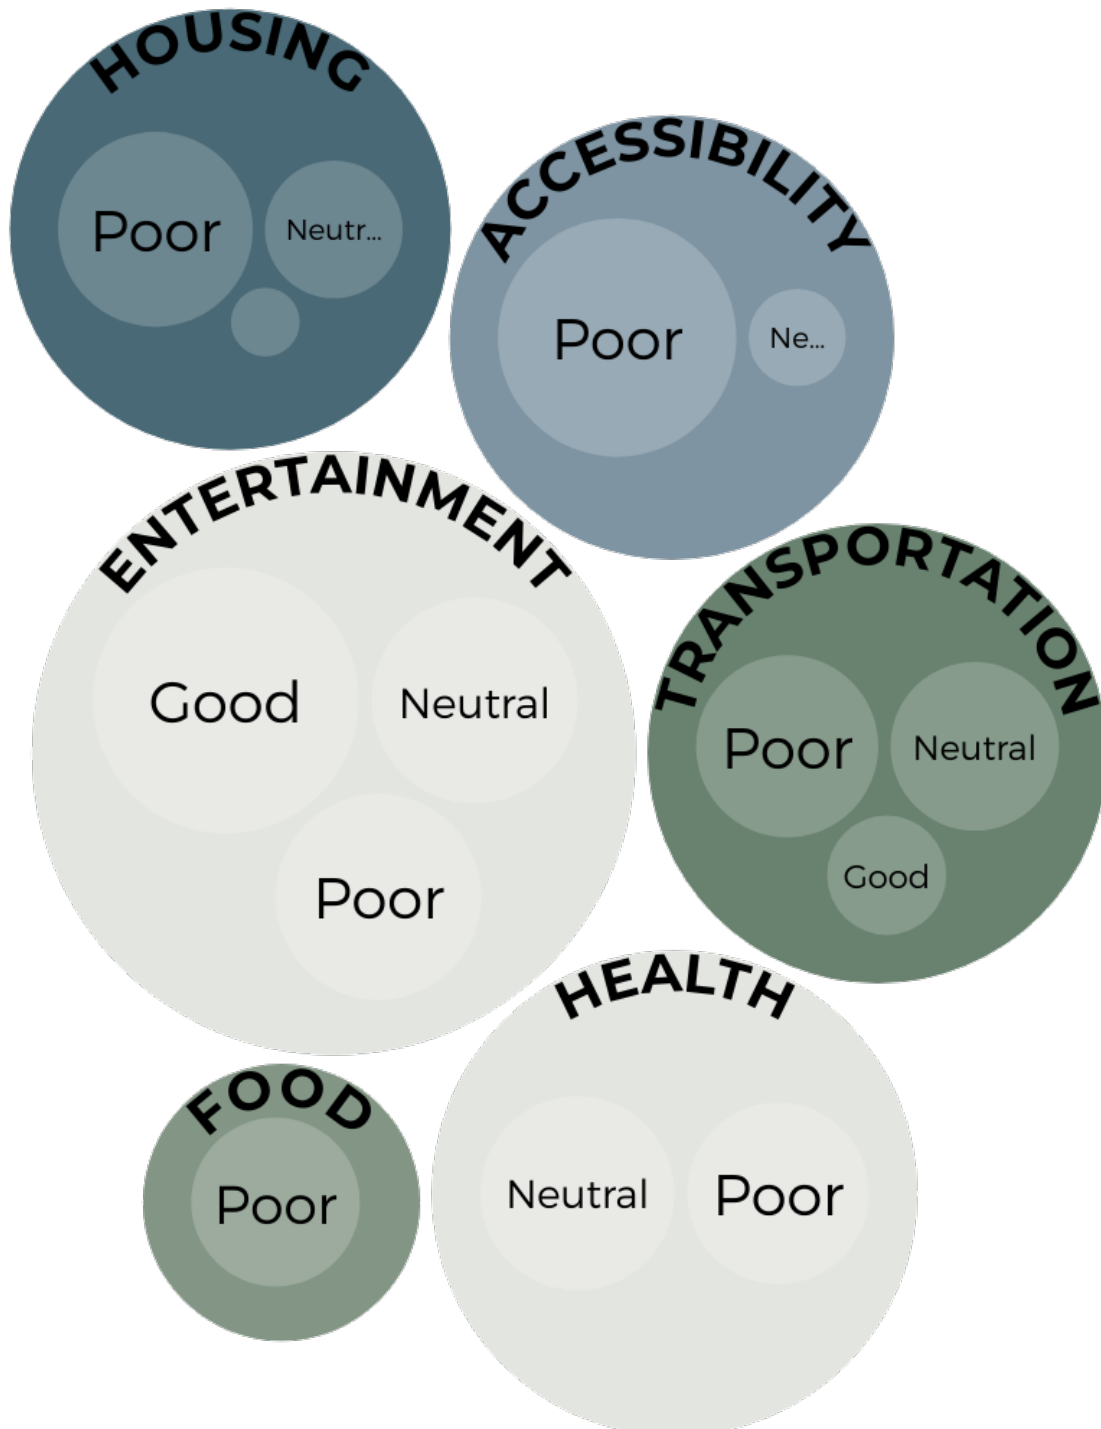 HOUSING
Poor
Neutr...
ACCESSIBILITY
Poor
Ne...
ENTERTAINMENT
Good
Neutral
Poor
TRANSPORTATION
Poor
Neutral
Good
HEALTH
Neutral
Poor
FOOD
Poor